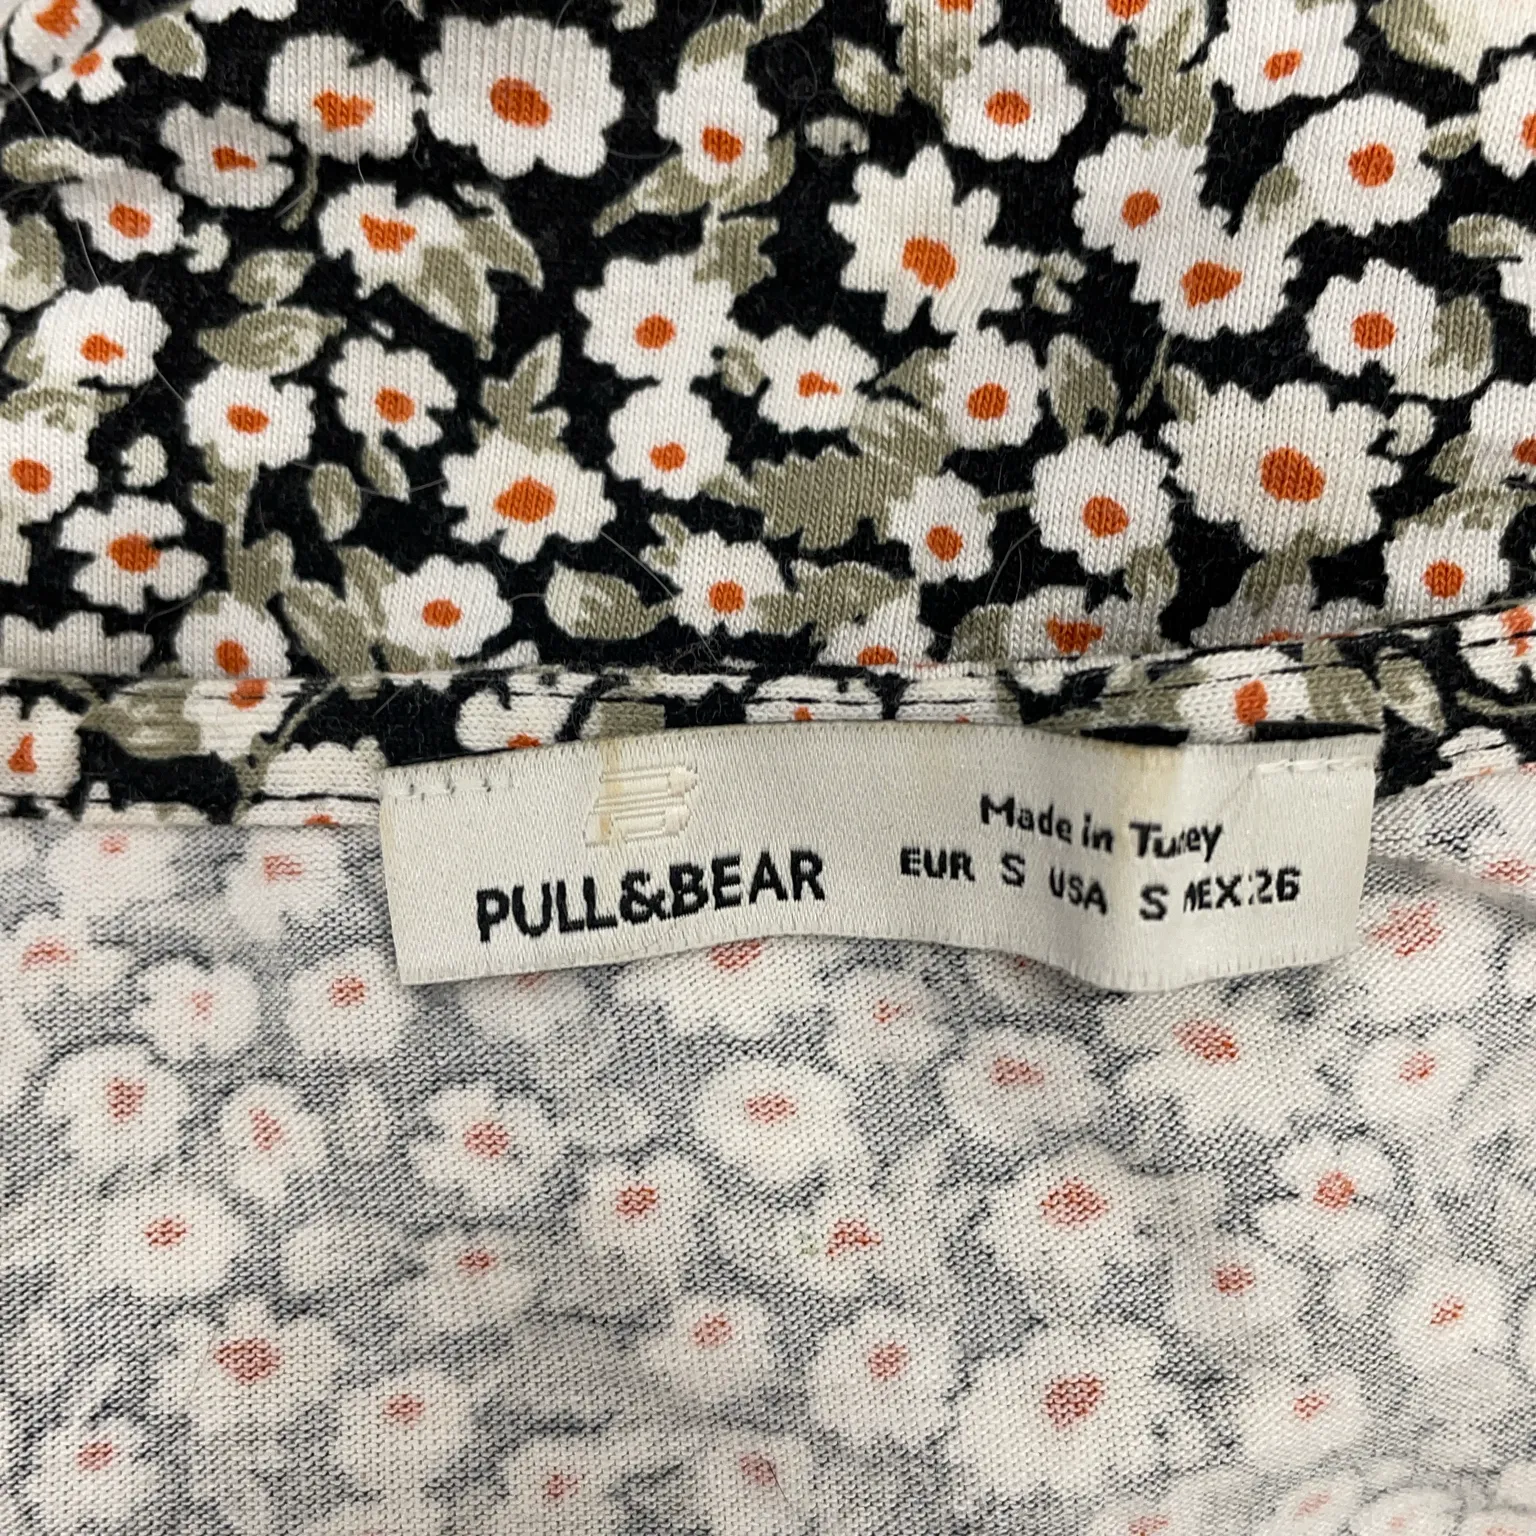 PULL&BEAR
Made in Turkey
EUR S USA S MEX 26